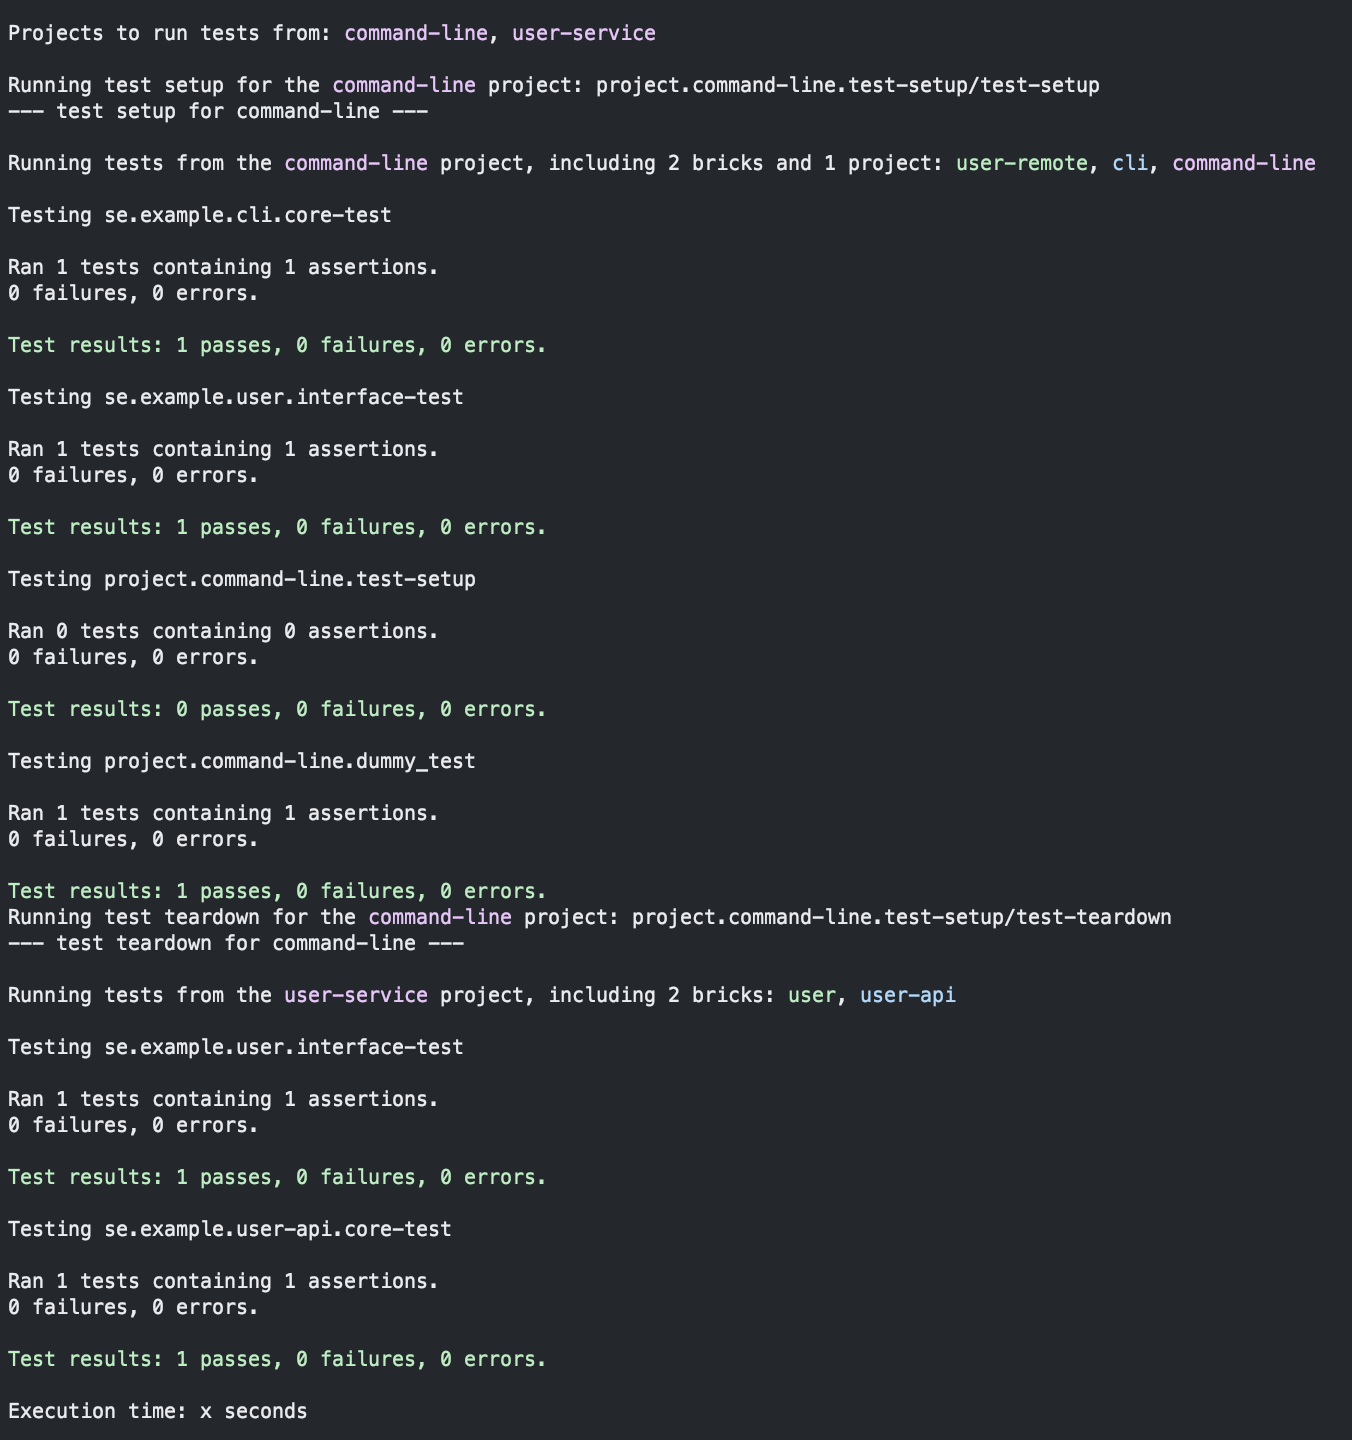 Projects to run tests from: command-line, user-service
Running test setup for the command-line project: project.command-line.test-setup/test-setup
--- test setup for command-line ---
Running tests from the command-line project, including 2 bricks and 1 project: user-remote, cli, command-line
Testing se.example.cli.core-test
Ran 1 tests containing 1 assertions.
0 failures, 0 errors.
Test results: 1 passes, 0 failures, 0 errors.
Testing se.example.user.interface-test
Ran 1 tests containing 1 assertions.
0 failures, 0 errors.
Test results: 1 passes, 0 failures, 0 errors.
Testing project.command-line.test-setup
Ran 0 tests containing 0 assertions.
0 failures, 0 errors.
Test results: 0 passes, 0 failures, 0 errors.
Testing project.command-line.dummy_test
Ran 1 tests containing 1 assertions.
0 failures, 0 errors.
Test results: 1 passes, 0 failures, 0 errors.
Running test teardown for the command-line project: project.command-line.test-setup/test-teardown
--- test teardown for command-line ---
Running tests from the user-service project, including 2 bricks: user, user-api
Testing se.example.user.interface-test
Ran 1 tests containing 1 assertions.
0 failures, 0 errors.
Test results: 1 passes, 0 failures, 0 errors.
Testing se.example.user-api.core-test
Ran 1 tests containing 1 assertions.
0 failures, 0 errors.
Test results: 1 passes, 0 failures, 0 errors.
Execution time: x seconds